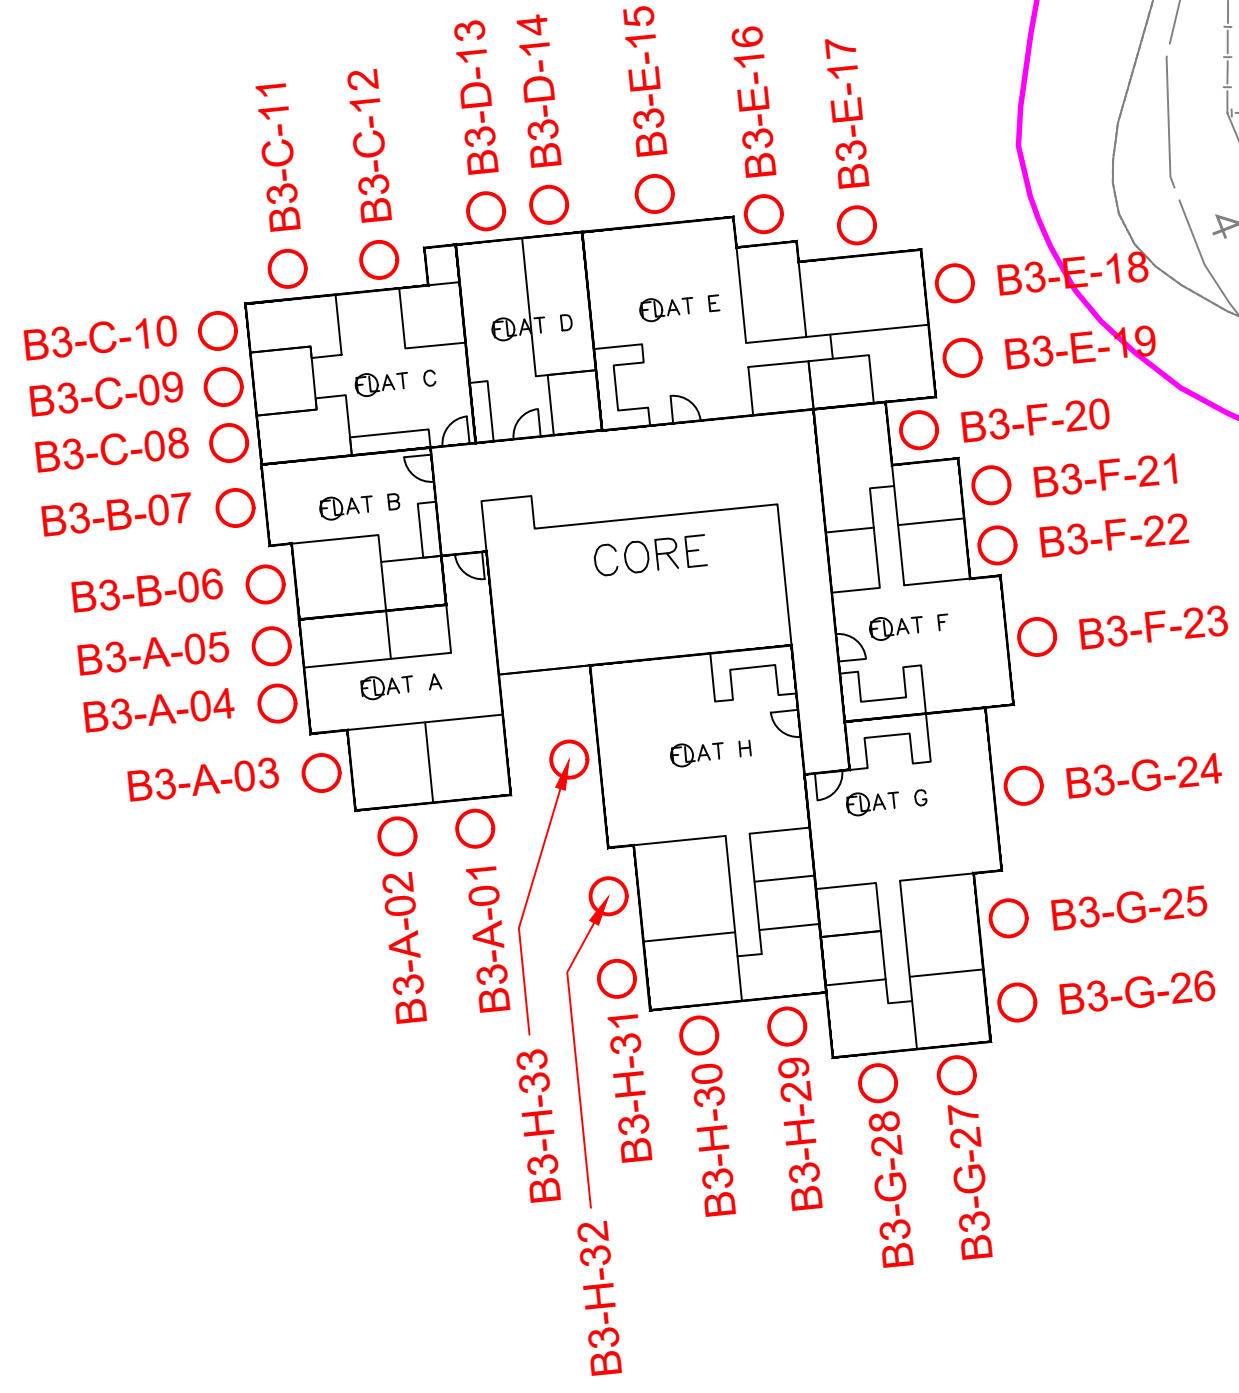 B3-C-11
B3-C-12
B3-D-13
B3-D-14
B3-E-15
B3-E-16
B3-E-17
B3-E-18
B3-E-19
B3-F-20
B3-F-21
B3-F-22
B3-F-23
B3-G-24
B3-G-25
B3-G-26
B3-G-27
B3-G-28
B3-H-29
B3-H-30
B3-H-31
B3-H-32
B3-H-33
B3-A-01
B3-A-02
B3-A-03
B3-A-04
B3-A-05
B3-B-06
B3-B-07
B3-C-08
B3-C-09
B3-C-10
FLAT C
FLAT D
FLAT E
FLAT B
CORE
FLAT A
FLAT F
FLAT H
FLAT G
A